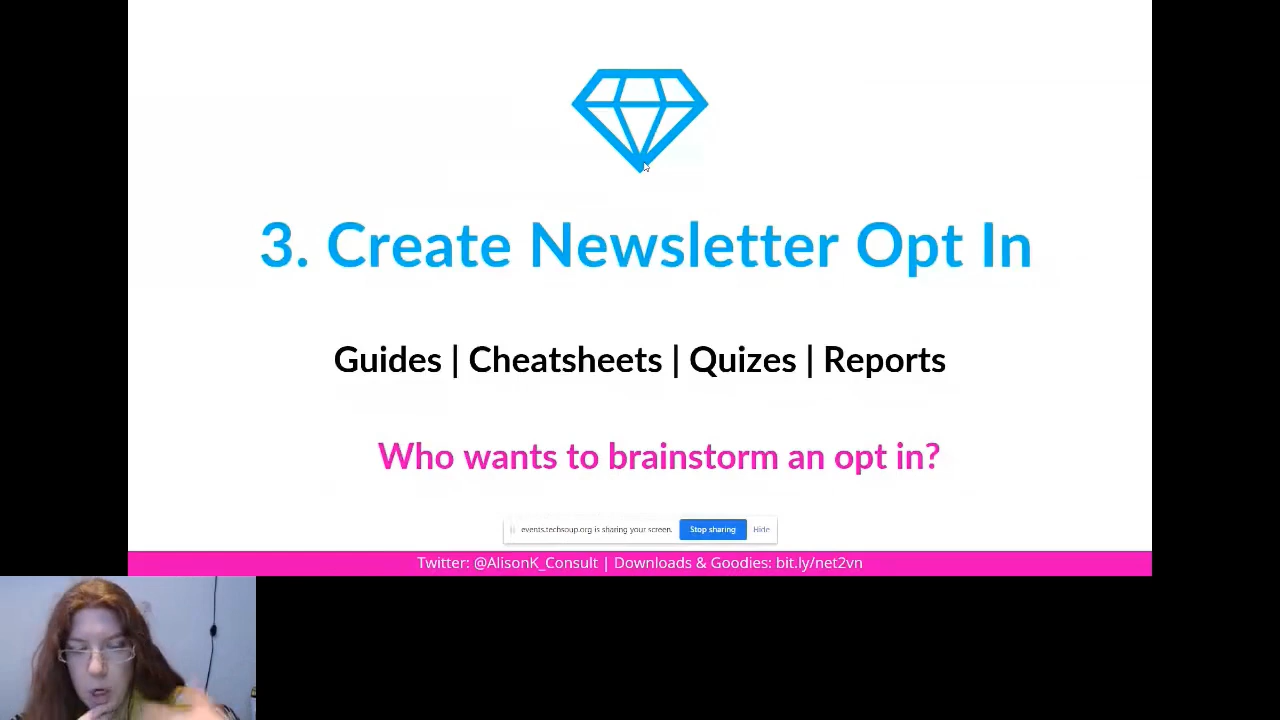 3. Create Newsletter Opt In
Guides | Cheatsheets | Quizes | Reports
Who wants to brainstorm an opt in?
events.techsoup.org is sharing your screen. Stop sharing Hide
Twitter: @AlisonK_Consult | Downloads & Goodies: bit.ly/net2vn